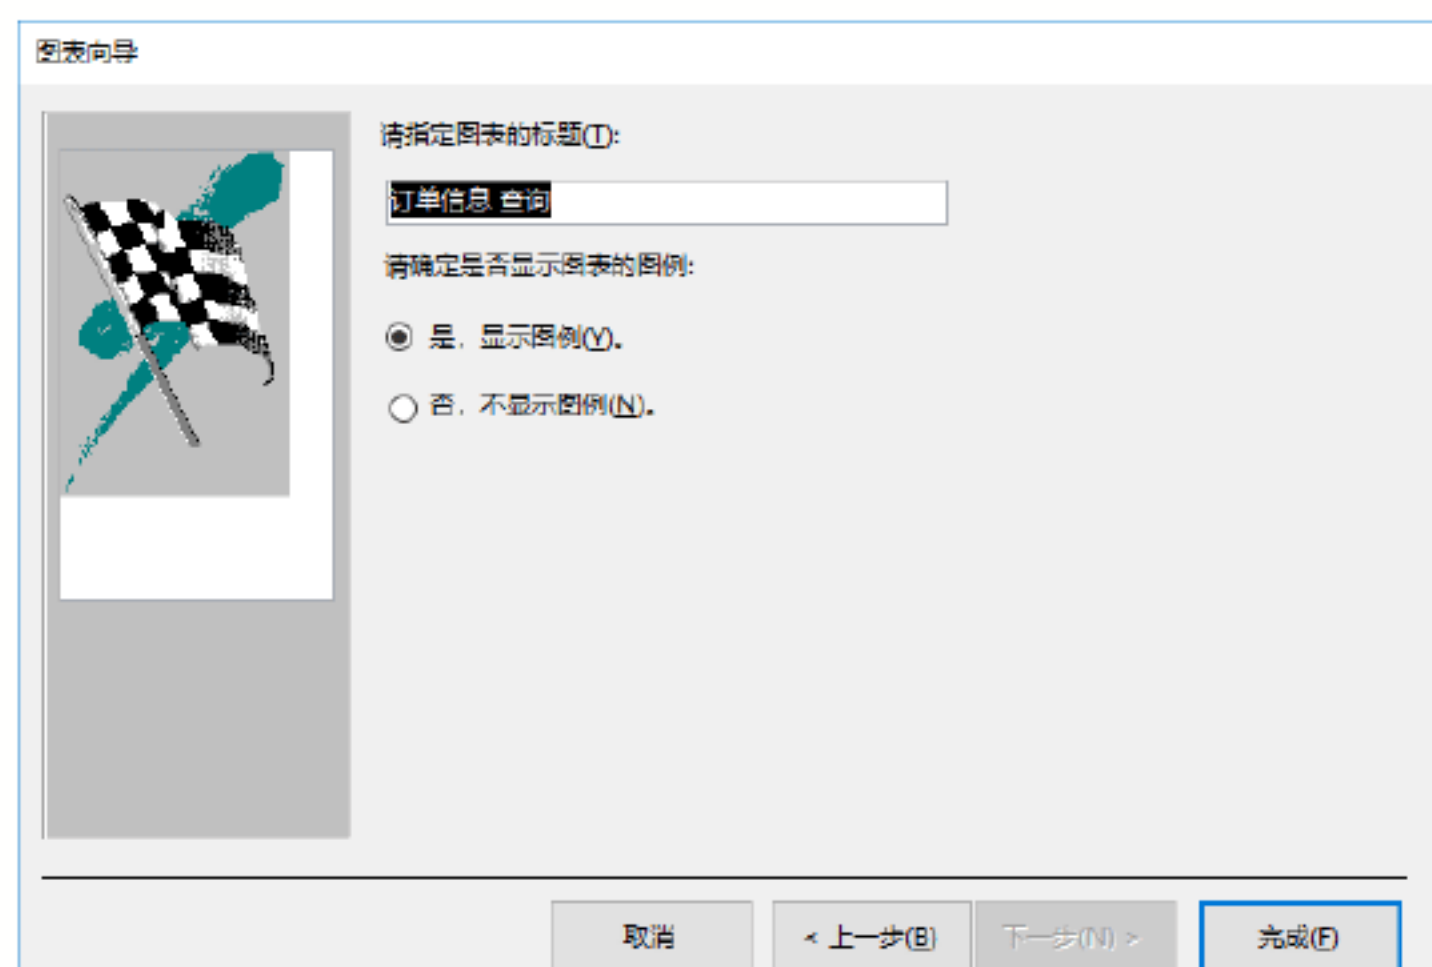 图表向导
请指定图表的标题(T):
订单信息 查询
请确定是否显示图表的图例:
是，显示图例(Y)。
否，不显示图例(N)。
取消
< 上一步(B)
下一步(N) >
完成(F)